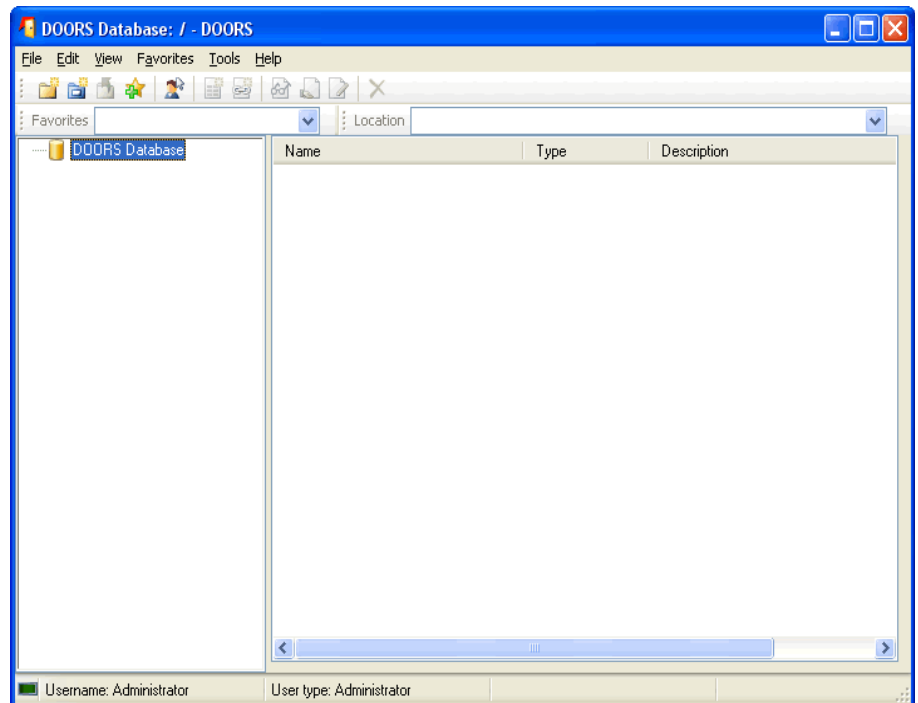 DOORS Database: / - DOORS
File Edit View Favorites Tools Help
Favorites Location
DOORS Database Name Type Description
Username: Administrator User type: Administrator